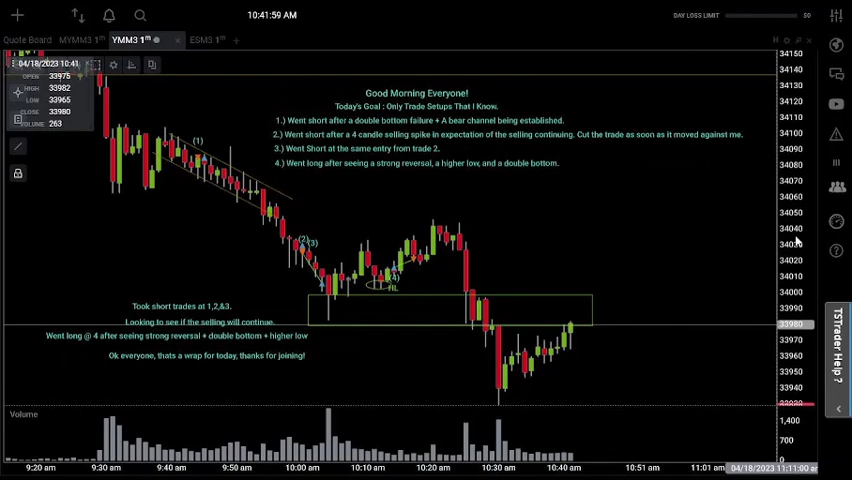 10:41:59 AM
DAY LOSS LIMIT
50
Quote Board
MYMM3 1m
YMM3 1m
ESM3 1m
04/18/2023 10:41
OPEN 33975
HIGH 33982
LOW 33965
CLOSE 33980
VOLUME 263
Good Morning Everyone!
Today's Goal : Only Trade Setups That I Know.
1.) Went short after a double bottom failure + A bear channel being established.
2.) Went short after a 4 candle selling spike in expectation of the selling continuing. Cut the trade as soon as it moved against me.
3.) Went Short at the same entry from trade 2.
4.) Went long after seeing a strong reversal, a higher low, and a double bottom.
(1)
(2)
(3)
(4)
HL
Took short trades at 1,2,&3.
Looking to see if the selling will continue.
Went long @ 4 after seeing strong reversal + double bottom + higher low
Ok everyone, thats a wrap for today, thanks for joining!
34150
34140
34130
34120
34110
34100
34090
34080
34070
34060
34050
34040
34030
34020
34010
34000
33990
33980
33970
33960
33950
33940
33930
TSTrader Help ?
Volume
1,400
700
0
9:20 am
9:30 am
9:40 am
9:50 am
10:00 am
10:10 am
10:20 am
10:30 am
10:40 am
10:51 am
11:01 am
04/18/2023 11:11:00 am